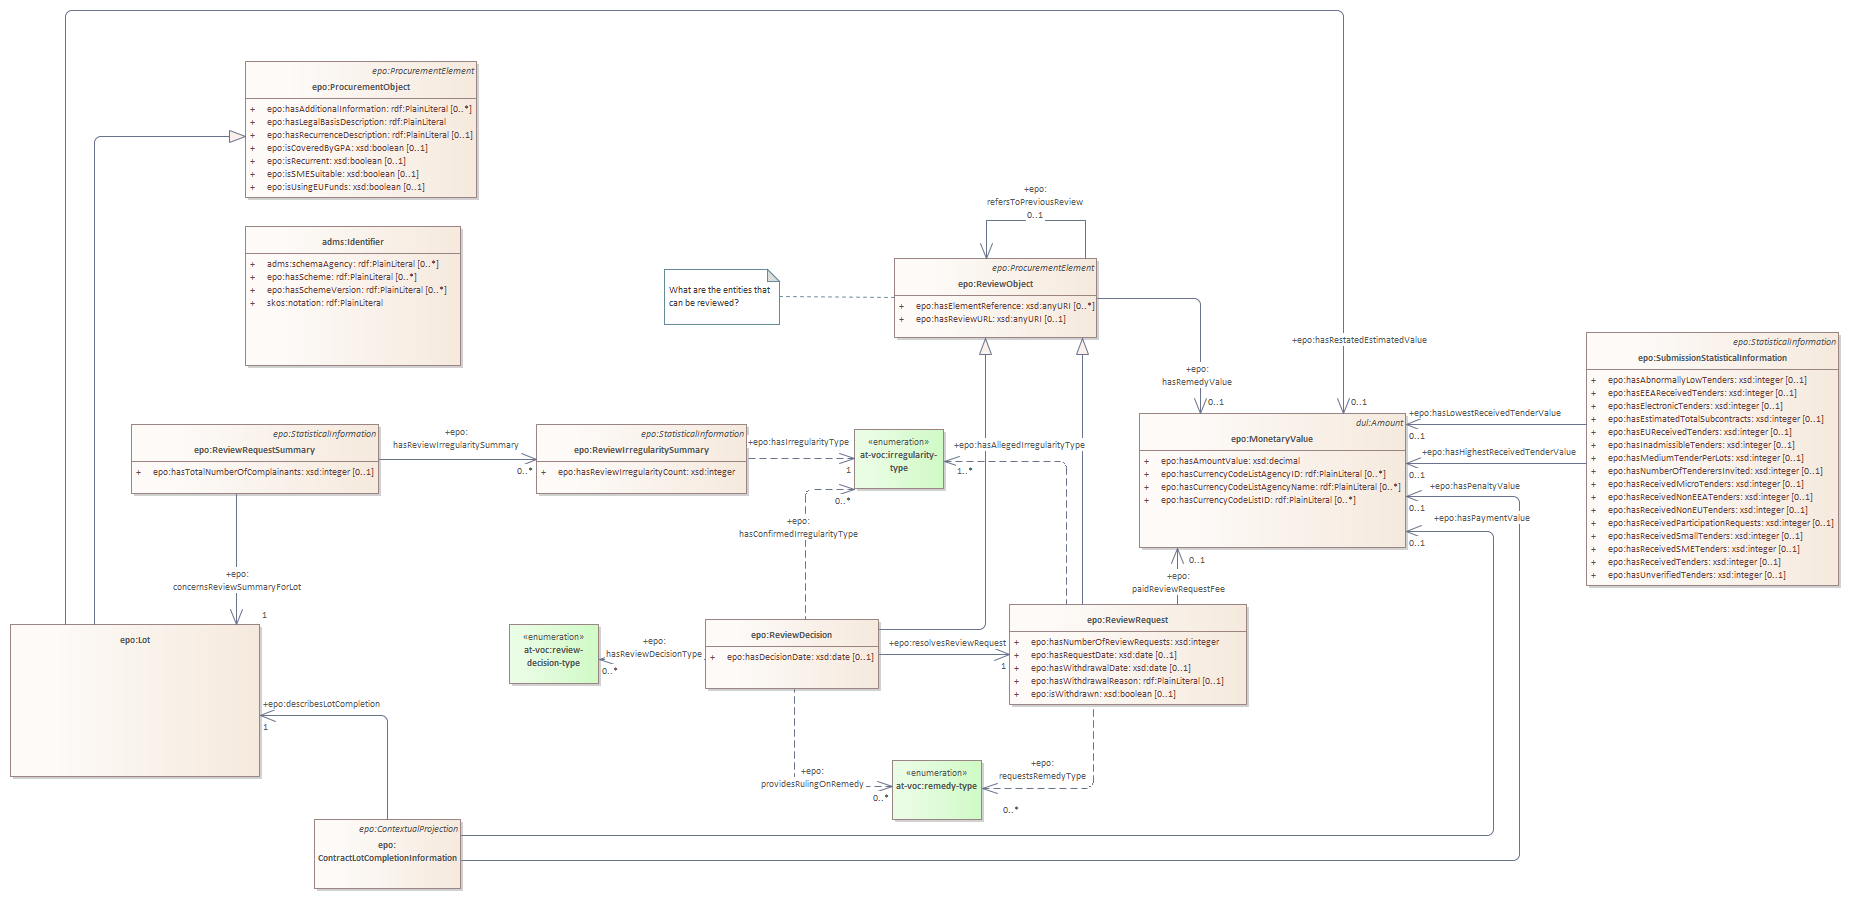 epo:ProcurementElement
epo:ProcurementObject
+ epo:hasAdditionalInformation: rdf:PlainLiteral [0..*]
+ epo:hasLegalBasisDescription: rdf:PlainLiteral
+ epo:hasRecurrenceDescription: rdf:PlainLiteral [0..1]
+ epo:isCoveredByGPA: xsd:boolean [0..1]
+ epo:isRecurrent: xsd:boolean [0..1]
+ epo:isSMESuitable: xsd:boolean [0..1]
+ epo:isUsingEUFunds: xsd:boolean [0..1]
adms:Identifier
+ adms:schemaAgency: rdf:PlainLiteral [0..*]
+ epo:hasScheme: rdf:PlainLiteral [0..*]
+ epo:hasSchemeVersion: rdf:PlainLiteral [0..*]
+ skos:notation: rdf:PlainLiteral
+epo:
refersToPreviousReview
0..1
What are the entities that
can be reviewed?
epo:ProcurementElement
epo:ReviewObject
+ epo:hasElementReference: xsd:anyURI [0..*]
+ epo:hasReviewURL: xsd:anyURI [0..1]
+epo:
hasRemedyValue
0..1
+epo:hasRestatedEstimatedValue
0..1
epo:StatisticalInformation
epo:SubmissionStatisticalInformation
+ epo:hasAbnormallyLowTenders: xsd:integer [0..1]
+ epo:hasEEAReceivedTenders: xsd:integer [0..1]
+ epo:hasElectronicTenders: xsd:integer [0..1]
+ epo:hasEstimatedTotalSubcontracts: xsd:integer [0..1]
+ epo:hasEUReceivedTenders: xsd:integer [0..1]
+ epo:hasInadmissibleTenders: xsd:integer [0..1]
+ epo:hasMediumTenderPerLots: xsd:integer [0..1]
+ epo:hasNumberOfTenderersInvited: xsd:integer [0..1]
+ epo:hasReceivedMicroTenders: xsd:integer [0..1]
+ epo:hasReceivedNonEEATenders: xsd:integer [0..1]
+ epo:hasReceivedNonEUTenders: xsd:integer [0..1]
+ epo:hasReceivedParticipationRequests: xsd:integer [0..1]
+ epo:hasReceivedSmallTenders: xsd:integer [0..1]
+ epo:hasReceivedSMETenders: xsd:integer [0..1]
+ epo:hasReceivedTenders: xsd:integer [0..1]
+ epo:hasUnverifiedTenders: xsd:integer [0..1]
+epo:hasLowestReceivedTenderValue
0..1
+epo:hasHighestReceivedTenderValue
0..1
+epo:hasPenaltyValue
0..1
+epo:hasPaymentValue
0..1
dul:Amount
epo:MonetaryValue
+ epo:hasAmountValue: xsd:decimal
+ epo:hasCurrencyCodeListAgencyID: rdf:PlainLiteral [0..*]
+ epo:hasCurrencyCodeListAgencyName: rdf:PlainLiteral [0..*]
+ epo:hasCurrencyCodeListID: rdf:PlainLiteral [0..*]
epo:StatisticalInformation
epo:ReviewRequestSummary
+ epo:hasTotalNumberOfComplainants: xsd:integer [0..1]
+epo:
hasReviewIrregularitySummary
0..*
epo:StatisticalInformation
epo:ReviewIrregularitySummary
+ epo:hasReviewIrregularityCount: xsd:integer
+epo:hasIrregularityType
1
«enumeration»
at-voc:irregularity-
type
+epo:hasAllegedIrregularityType
1..*
0..*
+epo:
hasConfirmedIrregularityType
0..1
+epo:
paidReviewRequestFee
+epo:
concernsReviewSummaryForLot
1
epo:Lot
«enumeration»
at-voc:review-
decision-type
+epo:
hasReviewDecisionType
0..*
epo:ReviewDecision
+ epo:hasDecisionDate: xsd:date [0..1]
+epo:resolvesReviewRequest
1
epo:ReviewRequest
+ epo:hasNumberOfReviewRequests: xsd:integer
+ epo:hasRequestDate: xsd:date [0..1]
+ epo:hasWithdrawalDate: xsd:date [0..1]
+ epo:hasWithdrawalReason: rdf:PlainLiteral [0..1]
+ epo:isWithdrawn: xsd:boolean [0..1]
+epo:describesLotCompletion
1
+epo:
providesRulingOnRemedy
0..*
«enumeration»
at-voc:remedy-type
+epo:
requestsRemedyType
0..*
epo:ContextualProjection
epo:
ContractLotCompletionInformation